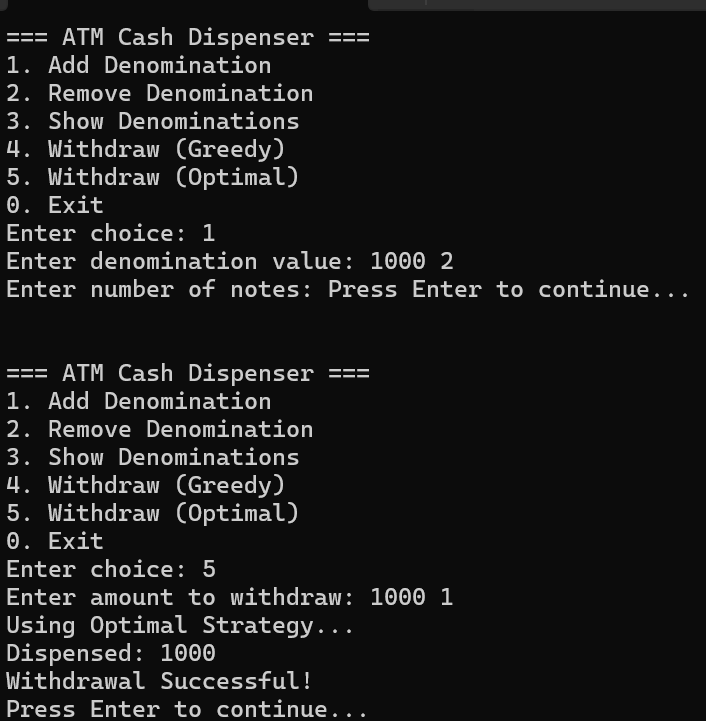 === ATM Cash Dispenser ===
1. Add Denomination
2. Remove Denomination
3. Show Denominations
4. Withdraw (Greedy)
5. Withdraw (Optimal)
0. Exit
Enter choice: 1
Enter denomination value: 1000 2
Enter number of notes: Press Enter to continue...
=== ATM Cash Dispenser ===
1. Add Denomination
2. Remove Denomination
3. Show Denominations
4. Withdraw (Greedy)
5. Withdraw (Optimal)
0. Exit
Enter choice: 5
Enter amount to withdraw: 1000 1
Using Optimal Strategy...
Dispensed: 1000
Withdrawal Successful!
Press Enter to continue...